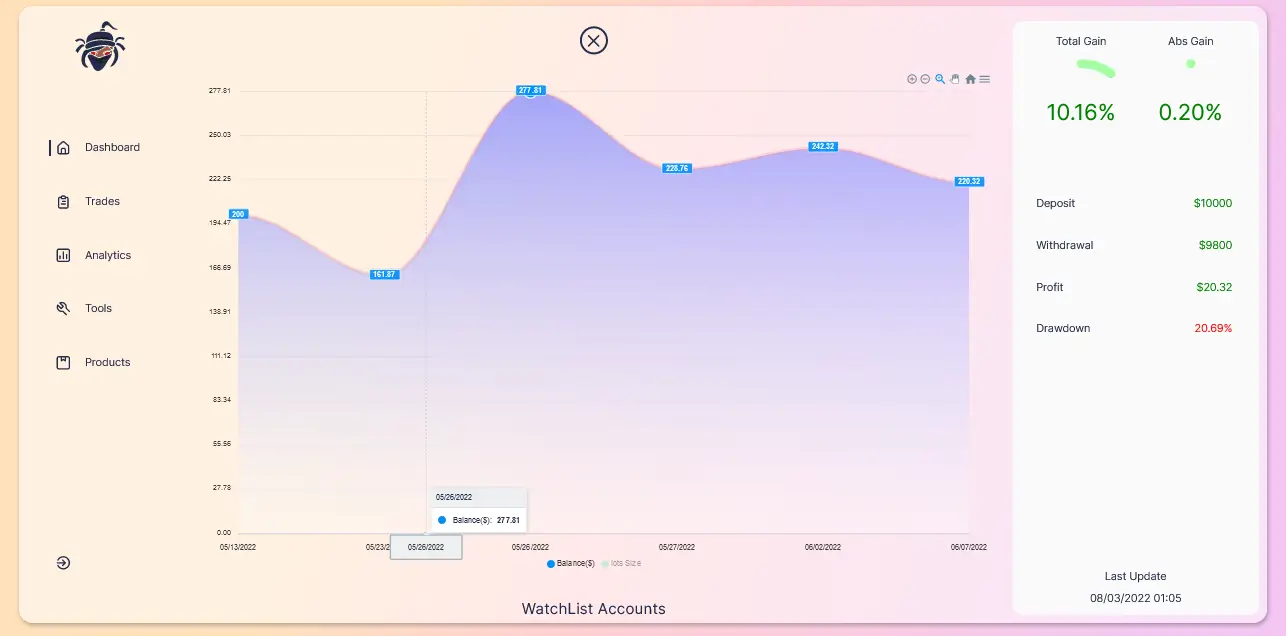 Dashboard
Trades
Analytics
Tools
Products
277.81
250.03
222.25
194.47
166.69
138.91
111.12
83.34
55.56
27.78
0.00
200
161.87
277.81
228.76
242.32
220.32
05/26/2022
Balance($): 277.81
05/13/2022
05/23/2
05/26/2022
05/26/2022
05/27/2022
06/02/2022
06/07/2022
Balance($) lots Size
WatchList Accounts
Total Gain Abs Gain
10.16% 0.20%
Deposit $10000
Withdrawal $9800
Profit $20.32
Drawdown 20.69%
Last Update
08/03/2022 01:05